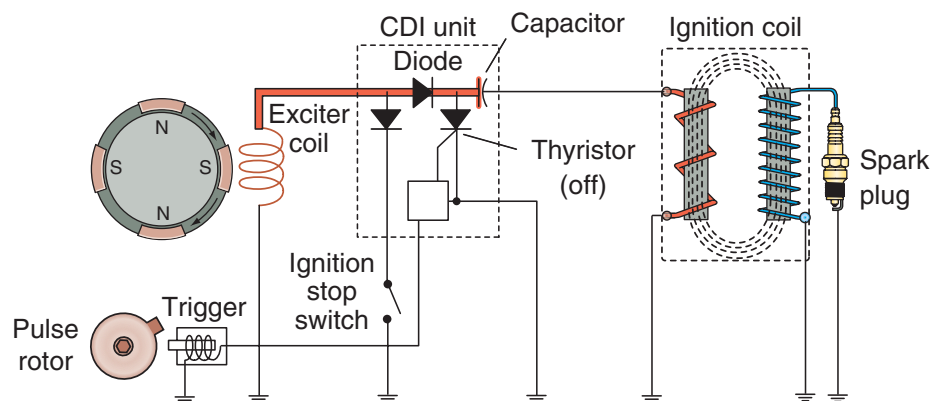 CDI unit
Capacitor
Ignition coil
Diode
N
S
S
N
Exciter
coil
Thyristor
(off)
Spark
plug
Ignition
stop
switch
Trigger
Pulse
rotor